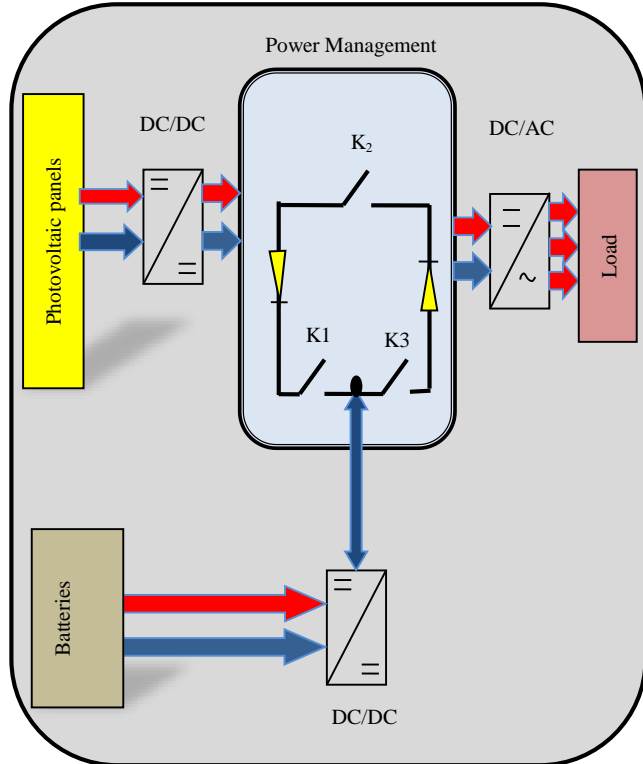 Power Management
DC/DC
DC/AC
K₂
Photovoltaic panels
Load
K1
K3
Batteries
DC/DC